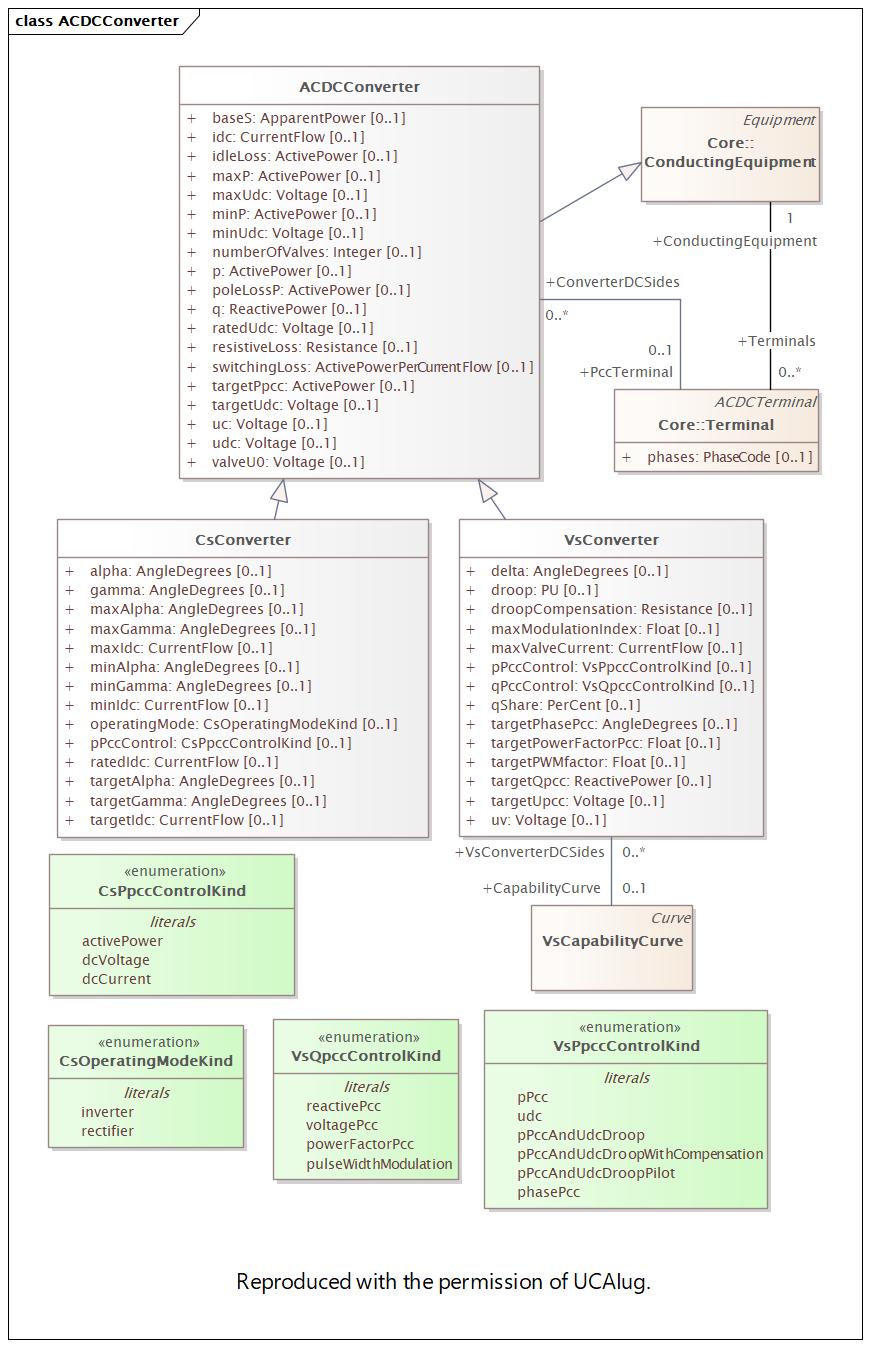 class ACDCConverter
ACDCConverter
+ baseS: ApparentPower [0..1]
+ idc: CurrentFlow [0..1]
+ idleLoss: ActivePower [0..1]
+ maxP: ActivePower [0..1]
+ maxUdc: Voltage [0..1]
+ minP: ActivePower [0..1]
+ minUdc: Voltage [0..1]
+ numberOfValves: Integer [0..1]
+ p: ActivePower [0..1]
+ poleLossP: ActivePower [0..1]
+ q: ReactivePower [0..1]
+ ratedUdc: Voltage [0..1]
+ resistiveLoss: Resistance [0..1]
+ switchingLoss: ActivePowerPerCurrentFlow [0..1]
+ targetPpcc: ActivePower [0..1]
+ targetUdc: Voltage [0..1]
+ uc: Voltage [0..1]
+ udc: Voltage [0..1]
+ valveU0: Voltage [0..1]
Equipment
Core::
ConductingEquipment
1
+ConductingEquipment
+ConverterDCSides
0..*
0..1
+PccTerminal
+Terminals
0..*
ACDCTerminal
Core::Terminal
+ phases: PhaseCode [0..1]
CsConverter
+ alpha: AngleDegrees [0..1]
+ gamma: AngleDegrees [0..1]
+ maxAlpha: AngleDegrees [0..1]
+ maxGamma: AngleDegrees [0..1]
+ maxIdc: CurrentFlow [0..1]
+ minAlpha: AngleDegrees [0..1]
+ minGamma: AngleDegrees [0..1]
+ minIdc: CurrentFlow [0..1]
+ operatingMode: CsOperatingModeKind [0..1]
+ pPccControl: CsPpccControlKind [0..1]
+ ratedIdc: CurrentFlow [0..1]
+ targetAlpha: AngleDegrees [0..1]
+ targetGamma: AngleDegrees [0..1]
+ targetIdc: CurrentFlow [0..1]
VsConverter
+ delta: AngleDegrees [0..1]
+ droop: PU [0..1]
+ droopCompensation: Resistance [0..1]
+ maxModulationIndex: Float [0..1]
+ maxValveCurrent: CurrentFlow [0..1]
+ pPccControl: VsPpccControlKind [0..1]
+ qPccControl: VsQpccControlKind [0..1]
+ qShare: PerCent [0..1]
+ targetPhasePcc: AngleDegrees [0..1]
+ targetPowerFactorPcc: Float [0..1]
+ targetPWMfactor: Float [0..1]
+ targetQpcc: ReactivePower [0..1]
+ targetUpcc: Voltage [0..1]
+ uv: Voltage [0..1]
+VsConverterDCSides 0..*
+CapabilityCurve 0..1
Curve
VsCapabilityCurve
«enumeration»
CsPpccControlKind
literals
activePower
dcVoltage
dcCurrent
«enumeration»
CsOperatingModeKind
literals
inverter
rectifier
«enumeration»
VsQpccControlKind
literals
reactivePcc
voltagePcc
powerFactorPcc
pulseWidthModulation
«enumeration»
VsPpccControlKind
literals
pPcc
udc
pPccAndUdcDroop
pPccAndUdcDroopWithCompensation
pPccAndUdcDroopPilot
phasePcc
Reproduced with the permission of UCAIug.